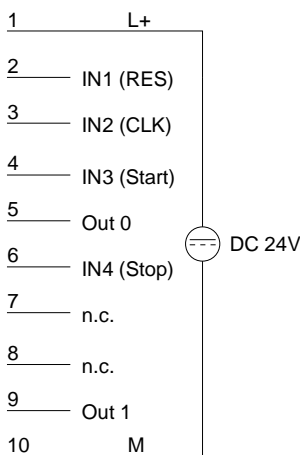 1 L+
2 IN1 (RES)
3 IN2 (CLK)
4 IN3 (Start)
5 Out 0
DC 24V
6 IN4 (Stop)
7 n.c.
8 n.c.
9 Out 1
10 M